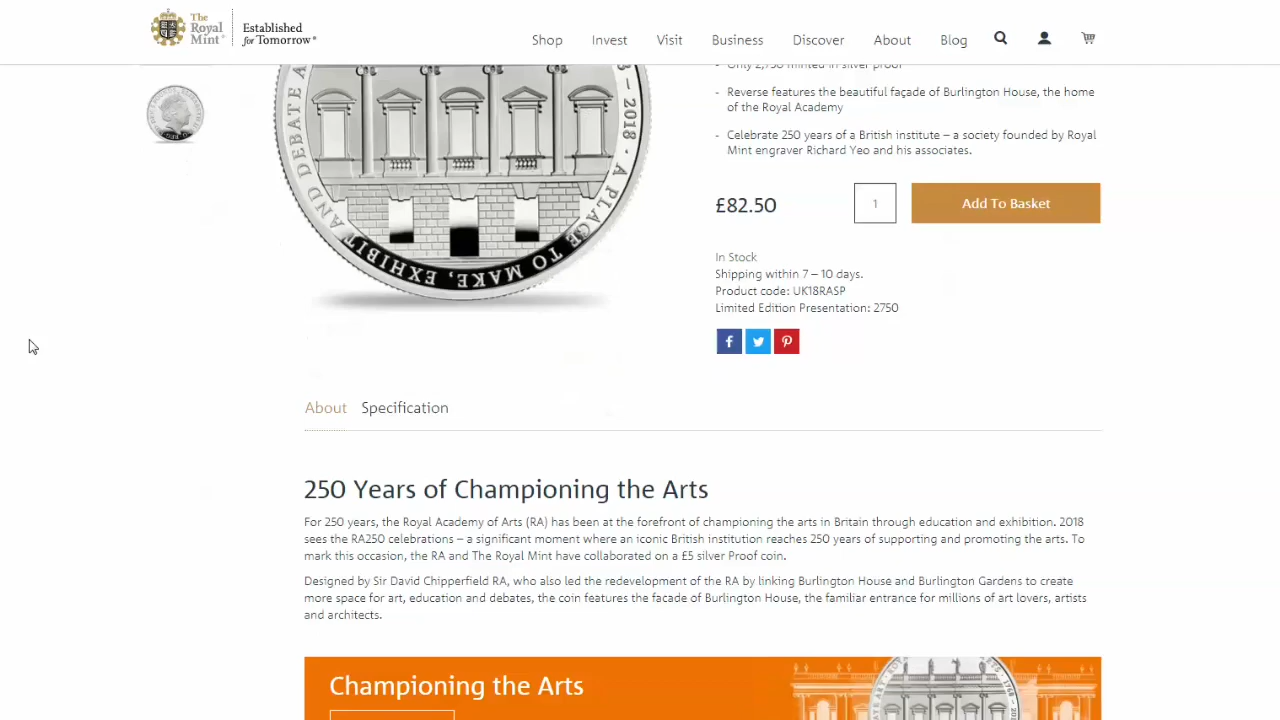 The
Royal
Mint®
Established
for Tomorrow®
Shop Invest Visit Business Discover About Blog
- Only 2,750 minted in silver proof
- Reverse features the beautiful façade of Burlington House, the home
of the Royal Academy
- Celebrate 250 years of a British institute – a society founded by Royal
Mint engraver Richard Yeo and his associates.
– 2018 · A PLACE TO MAKE, EXHIBIT AND DEBATE A
£82.50 1 Add To Basket
In Stock
Shipping within 7 – 10 days.
Product code: UK18RASP
Limited Edition Presentation: 2750
About Specification
250 Years of Championing the Arts
For 250 years, the Royal Academy of Arts (RA) has been at the forefront of championing the arts in Britain through education and exhibition. 2018
sees the RA250 celebrations – a significant moment where an iconic British institution reaches 250 years of supporting and promoting the arts. To
mark this occasion, the RA and The Royal Mint have collaborated on a £5 silver Proof coin.
Designed by Sir David Chipperfield RA, who also led the redevelopment of the RA by linking Burlington House and Burlington Gardens to create
more space for art, education and debates, the coin features the facade of Burlington House, the familiar entrance for millions of art lovers, artists
and architects.
Championing the Arts